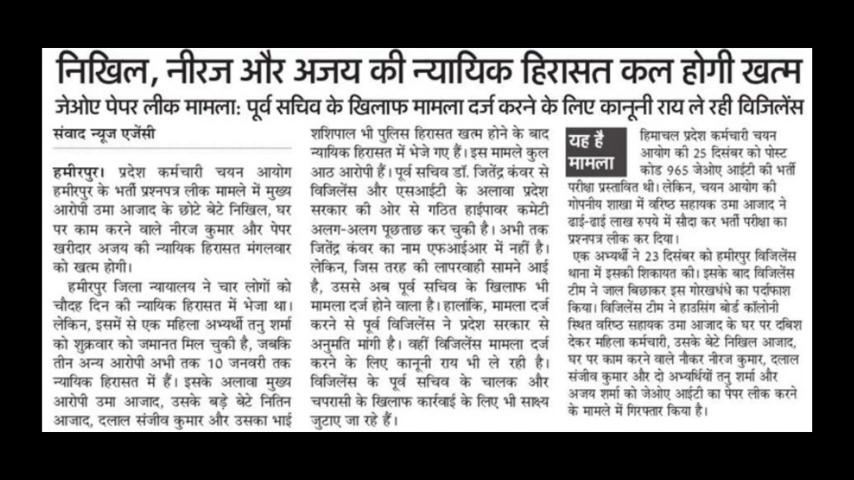 निखिल, नीरज और अजय की न्यायिक हिरासत कल होगी खत्म
जेओए पेपर लीक मामला: पूर्व सचिव के खिलाफ मामला दर्ज करने के लिए कानूनी राय ले रही विजिलेंस
संवाद न्यूज एजेंसी
हमीरपुर। प्रदेश कर्मचारी चयन आयोग
हमीरपुर के भर्ती प्रश्नपत्र लीक मामले में मुख्य
आरोपी उमा आजाद के छोटे बेटे निखिल, घर
पर काम करने वाले नीरज कुमार और पेपर
खरीदार अजय की न्यायिक हिरासत मंगलवार
को खत्म होगी।
हमीरपुर जिला न्यायालय ने चार लोगों को
चौदह दिन की न्यायिक हिरासत में भेजा था।
लेकिन, इसमें से एक महिला अभ्यर्थी तनु शर्मा
को शुक्रवार को जमानत मिल चुकी है, जबकि
तीन अन्य आरोपी अभी तक 10 जनवरी तक
न्यायिक हिरासत में हैं। इसके अलावा मुख्य
आरोपी उमा आजाद, उसके बड़े बेटे नितिन
आजाद, दलाल संजीव कुमार और उसका भाई
शशिपाल भी पुलिस हिरासत खत्म होने के बाद
न्यायिक हिरासत में भेजे गए हैं। इस मामले कुल
आठ आरोपी हैं। पूर्व सचिव डॉ. जितेंद्र कंवर से
विजिलेंस और एसआईटी के अलावा प्रदेश
सरकार की ओर से गठित हाईपावर कमेटी
अलग-अलग पूछताछ कर चुकी है। अभी तक
जितेंद्र कंवर का नाम एफआईआर में नहीं है।
लेकिन, जिस तरह की लापरवाही सामने आई
है, उससे अब पूर्व सचिव के खिलाफ भी
मामला दर्ज होने वाला है। हालांकि, मामला दर्ज
करने से पूर्व विजिलेंस ने प्रदेश सरकार से
अनुमति मांगी है। वहीं विजिलेंस मामला दर्ज
करने के लिए कानूनी राय भी ले रही है।
विजिलेंस के पूर्व सचिव के चालक और
चपरासी के खिलाफ कार्रवाई के लिए भी साक्ष्य
जुटाए जा रहे हैं।
यह है
मामला
हिमाचल प्रदेश कर्मचारी चयन
आयोग की 25 दिसंबर को पोस्ट
कोड 965 जेओए आईटी की भर्ती
परीक्षा प्रस्तावित थी। लेकिन, चयन आयोग की
गोपनीय शाखा में वरिष्ठ सहायक उमा आजाद ने
ढाई-ढाई लाख रुपये में सौदा कर भर्ती परीक्षा का
प्रश्नपत्र लीक कर दिया।
एक अभ्यर्थी ने 23 दिसंबर को हमीरपुर विजिलेंस
थाना में इसकी शिकायत की। इसके बाद विजिलेंस
टीम ने जाल बिछाकर इस गोरखधंधे का पर्दाफाश
किया। विजिलेंस टीम ने हाउसिंग बोर्ड कॉलोनी
स्थित वरिष्ठ सहायक उमा आजाद के घर पर दबिश
देकर महिला कर्मचारी, उसके बेटे निखिल आजाद,
घर पर काम करने वाले नौकर नीरज कुमार, दलाल
संजीव कुमार और दो अभ्यर्थियों तनु शर्मा और
अजय शर्मा को जेओए आईटी का पेपर लीक करने
के मामले में गिरफ्तार किया है।